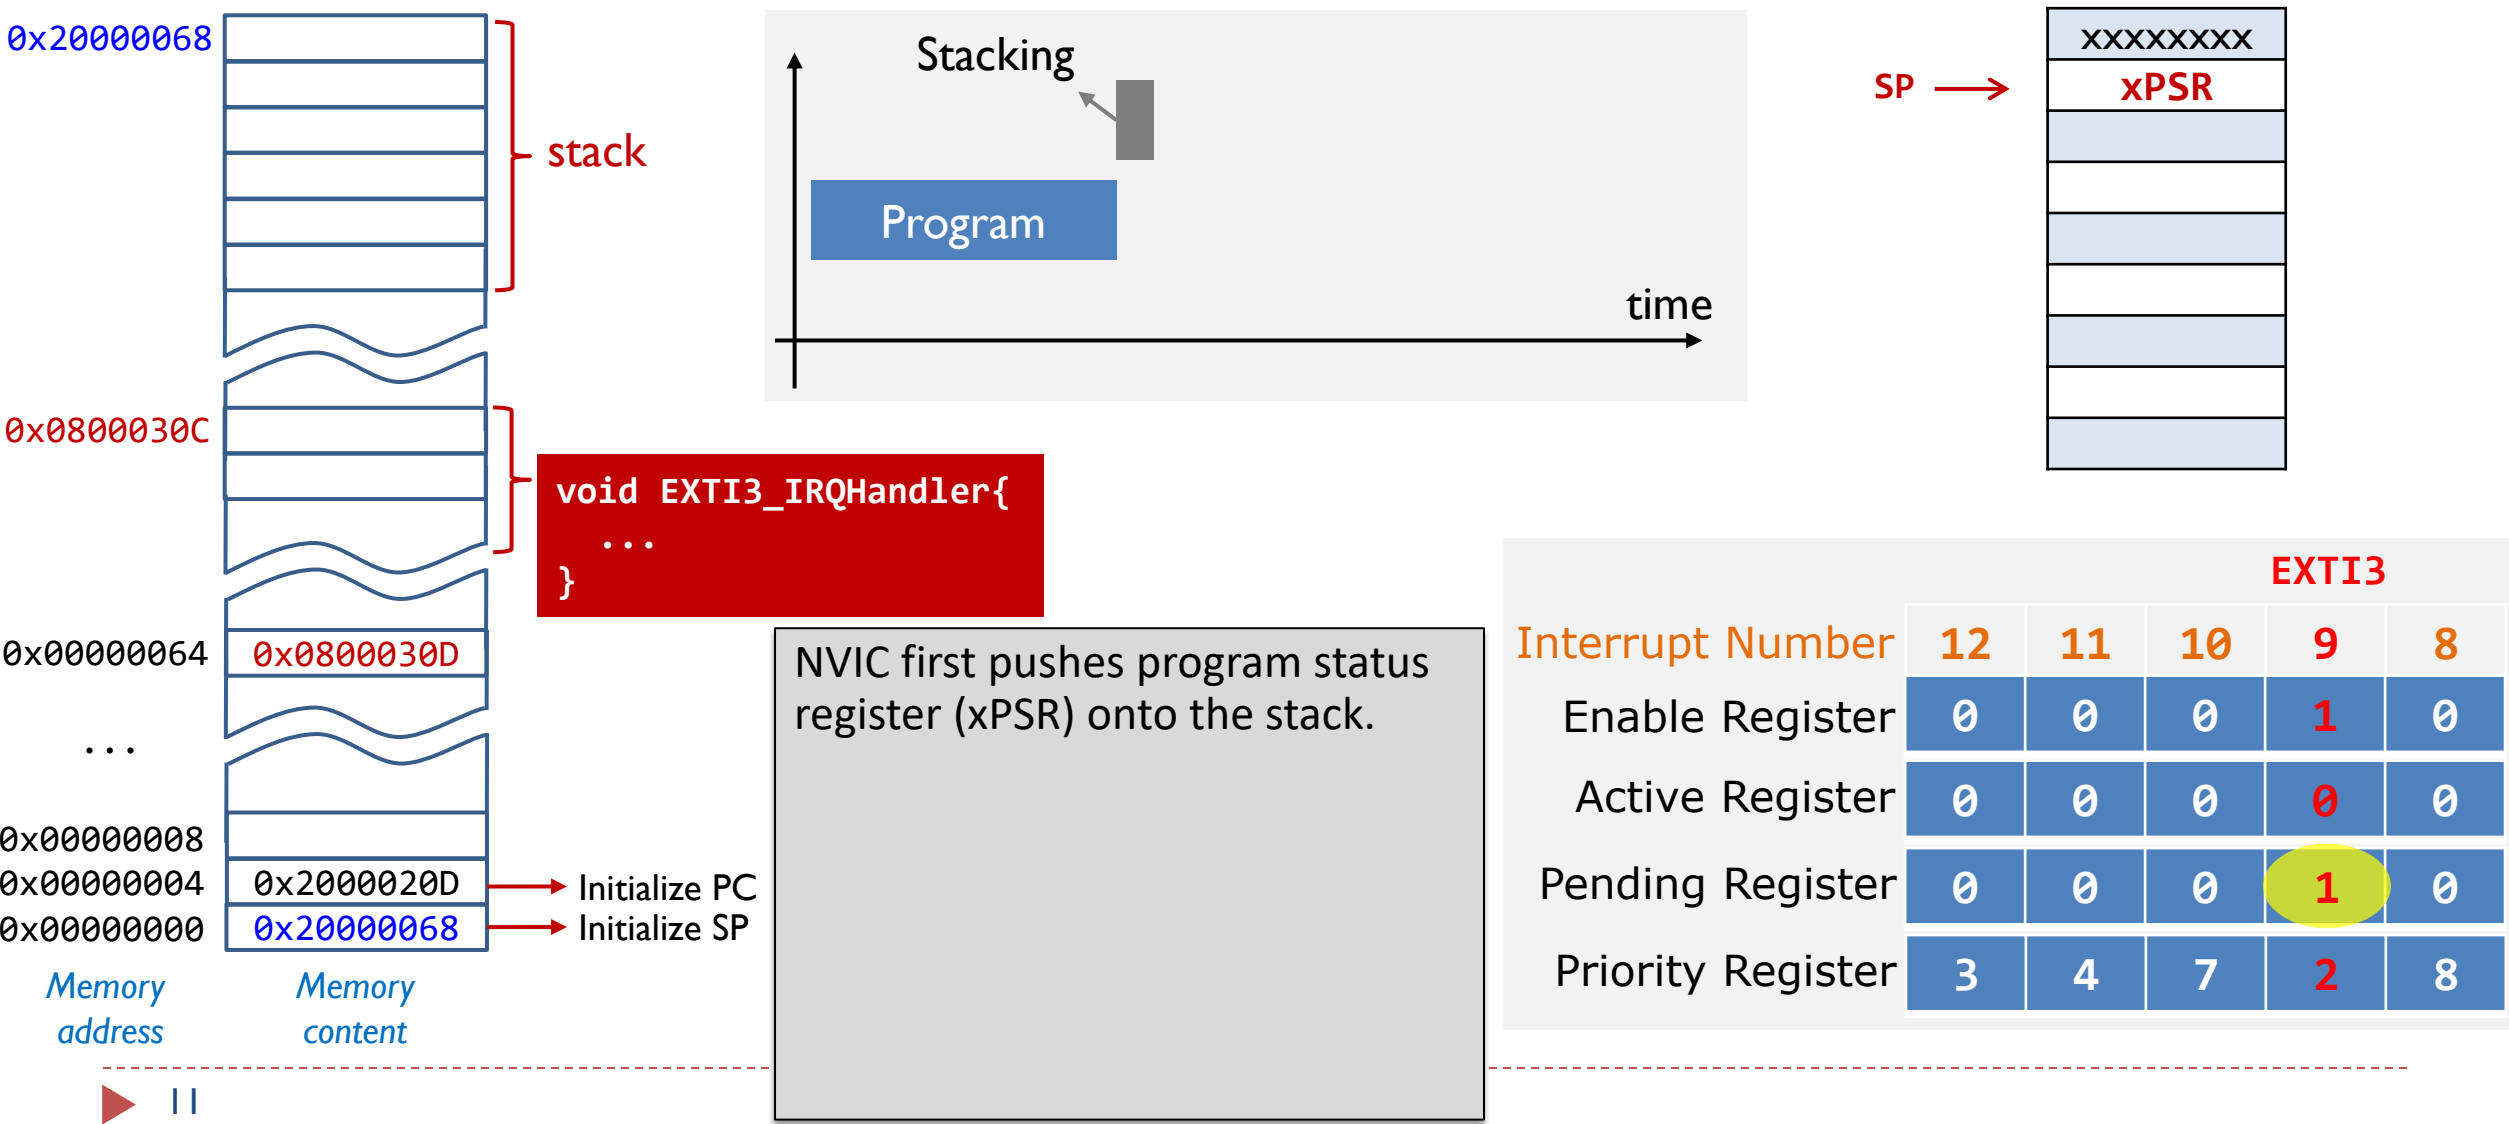 0x20000068
stack
0x0800030C
void EXTI3_IRQHandler{
...
}
0x00000064 0x0800030D
...
0x00000008
0x00000004 0x2000020D Initialize PC
0x00000000 0x20000068 Initialize SP
Memory address
Memory content
Stacking
Program
time
NVIC first pushes program status
register (xPSR) onto the stack.
xxxxxxxx
SP xPSR
EXTI3
Interrupt Number 12 11 10 9 8
Enable Register 0 0 0 1 0
Active Register 0 0 0 0 0
Pending Register 0 0 0 1 0
Priority Register 3 4 7 2 8
11